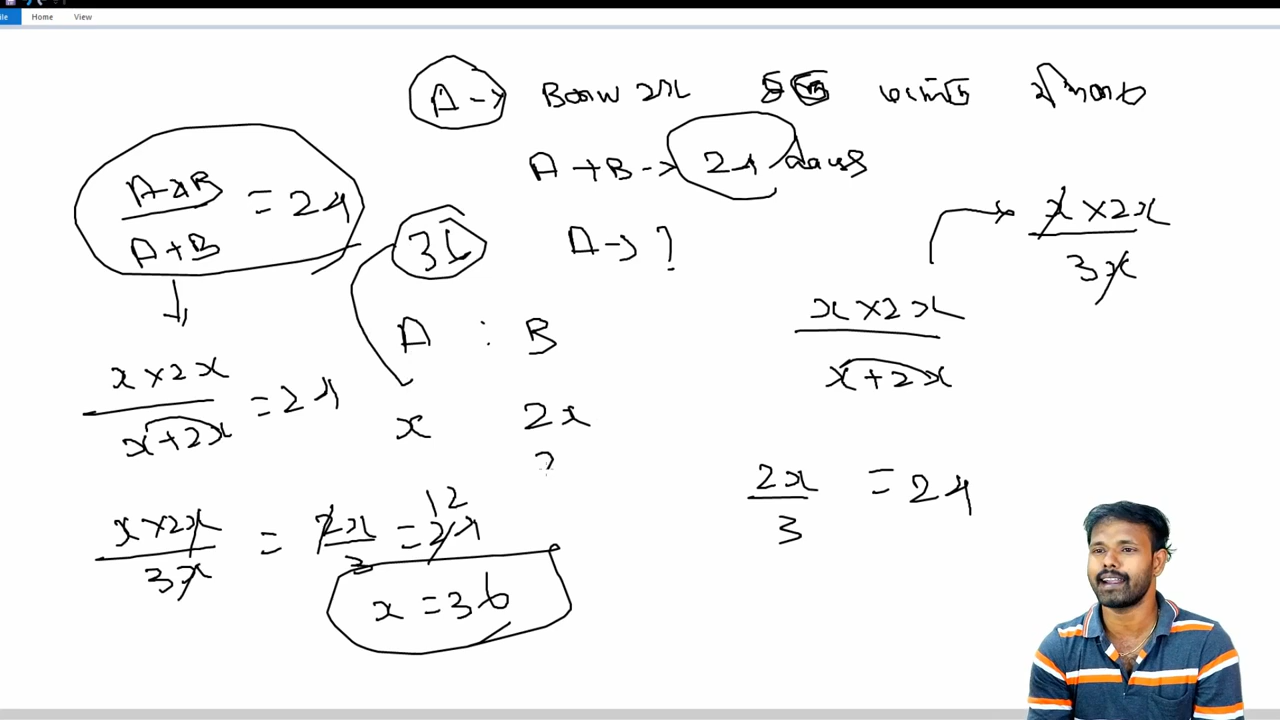 File Home View
A → Bயை விட 2x
A + B → 24 days
A → ?
A×B / A+B = 24
36
A : B
x 2x
x×2x / x+2x = 24
x×2x / 3x = 2x / 3 = 24 12
x = 36
x×2x / 3x
x×2x / x+2x
2x / 3 = 24